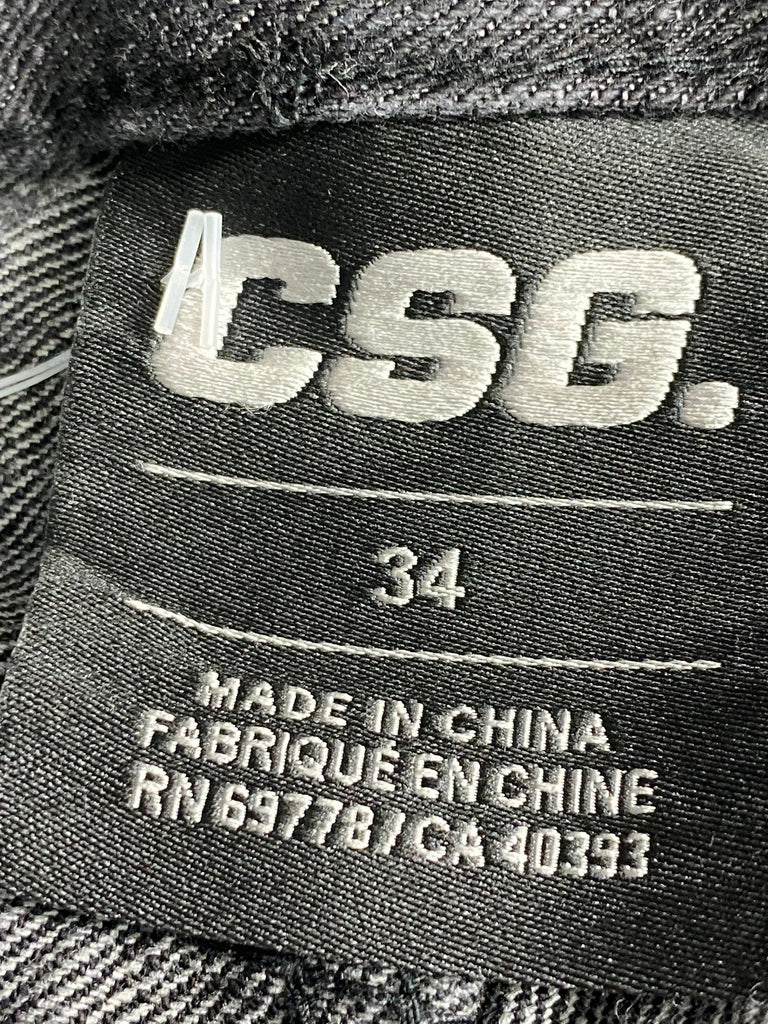 CSG.
34
MADE IN CHINA
FABRIQUÉ EN CHINE
RN 69778 / CA 40393